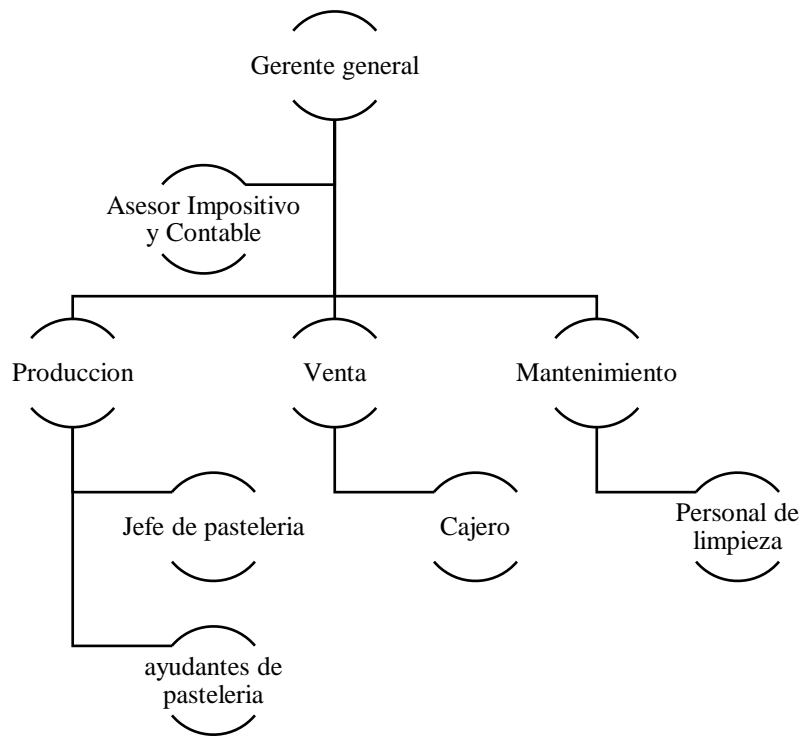 Gerente general
Asesor Impositivo
y Contable
Produccion
Venta
Mantenimiento
Jefe de pasteleria
Cajero
Personal de
limpieza
ayudantes de
pasteleria